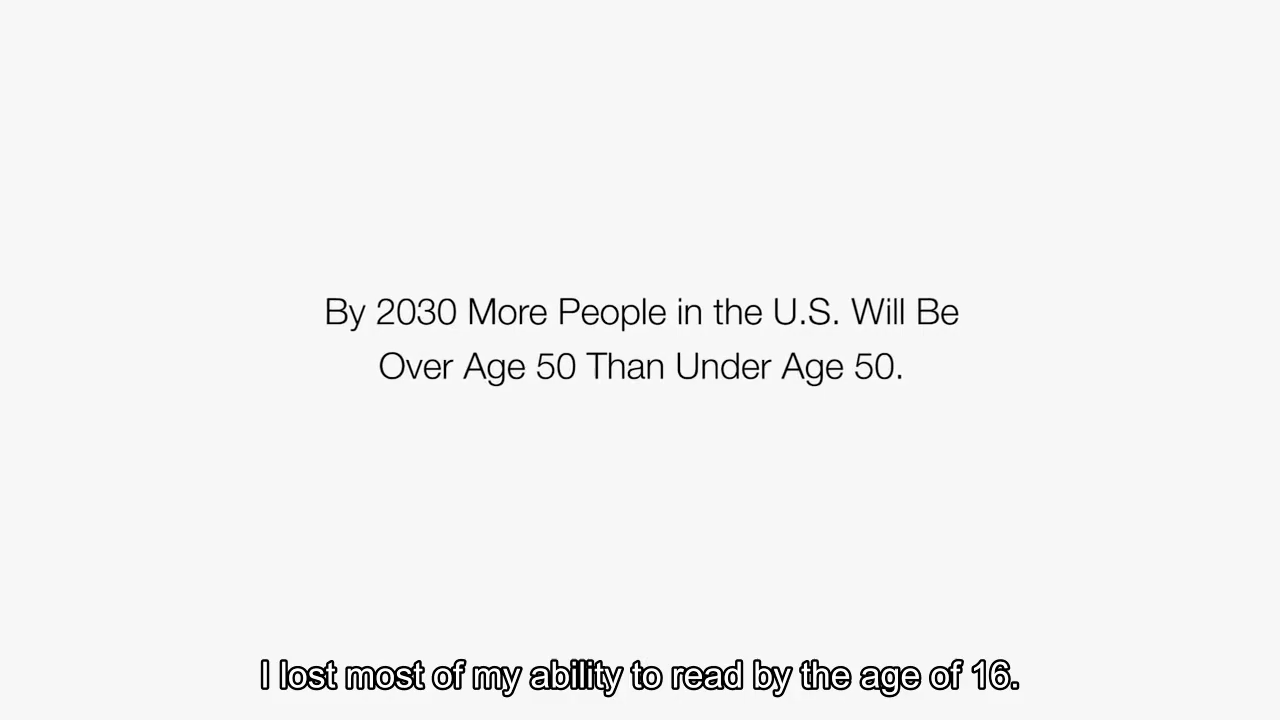 By 2030 More People in the U.S. Will Be
Over Age 50 Than Under Age 50.
I lost most of my ability to read by the age of 16.